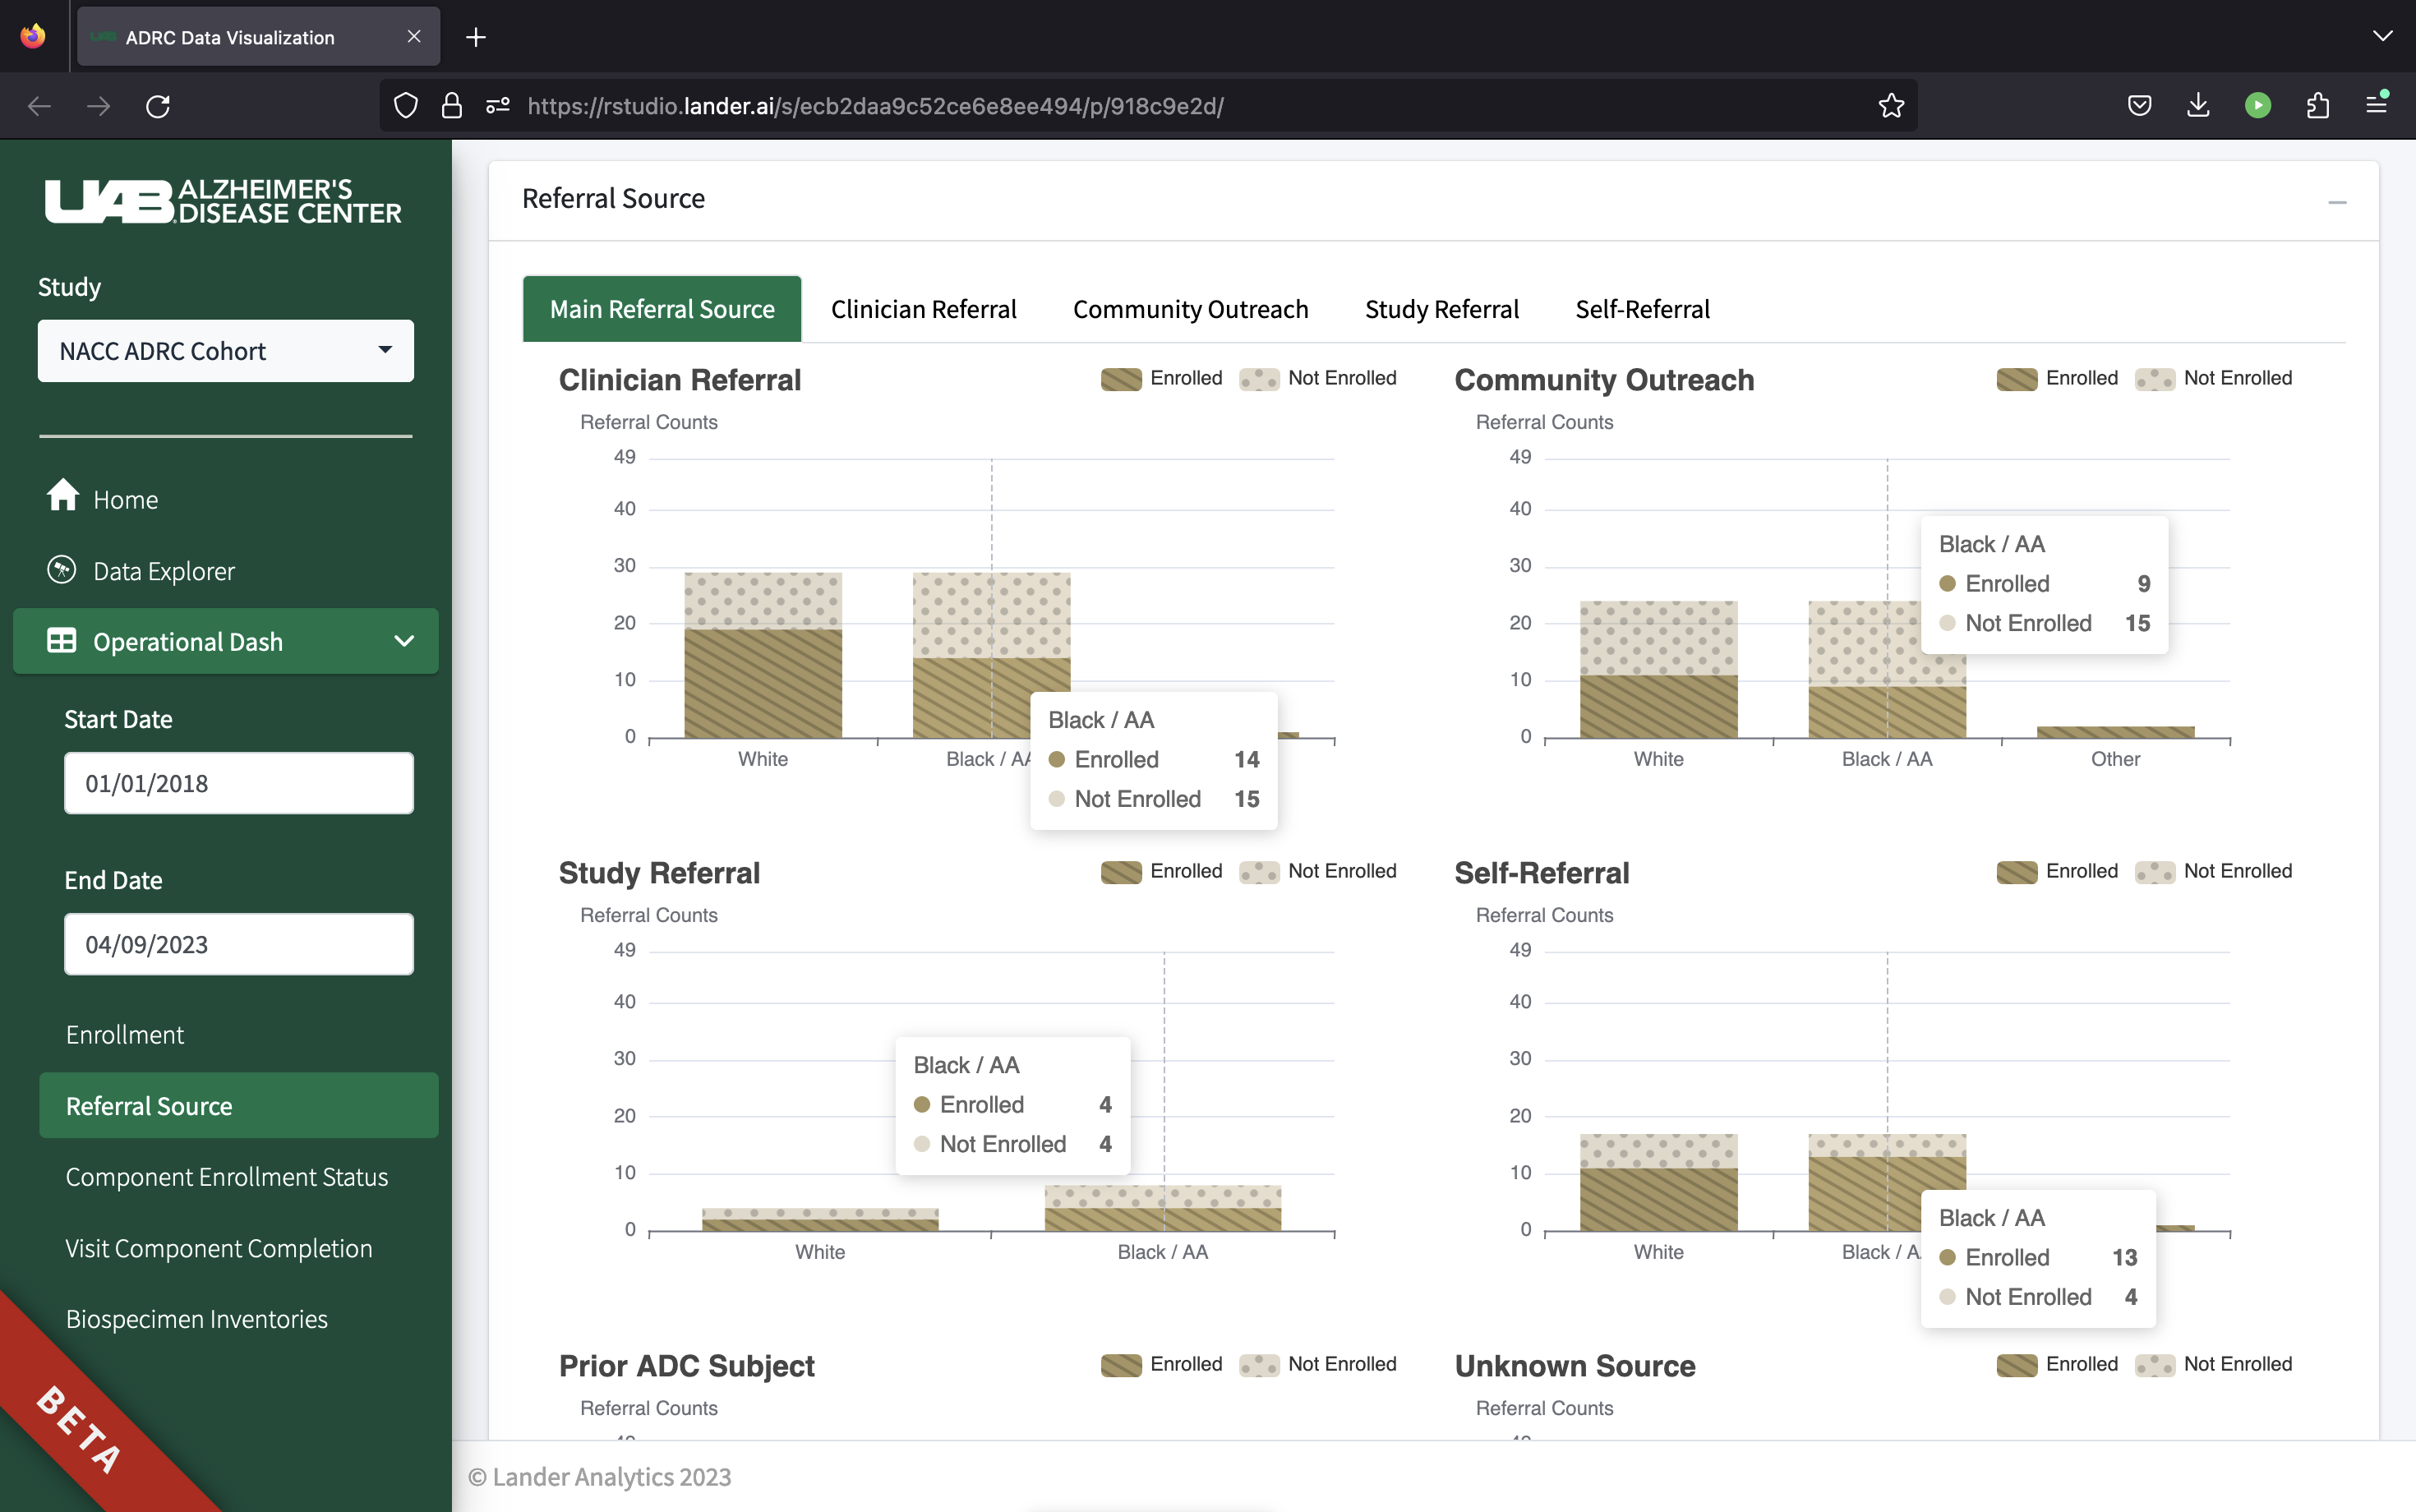 ADRC Data Visualization
https://rstudio.lander.ai/s/ecb2daa9c52ce6e8ee494/p/918c9e2d/
UAB ALZHEIMER'S
DISEASE CENTER
Study
NACC ADRC Cohort
Home
Data Explorer
Operational Dash
Start Date
01/01/2018
End Date
04/09/2023
Enrollment
Referral Source
Component Enrollment Status
Visit Component Completion
Biospecimen Inventories
BETA
Referral Source
Main Referral Source Clinician Referral Community Outreach Study Referral Self-Referral
Clinician Referral
Enrolled Not Enrolled
Referral Counts
49
40
30
20
10
0
White Black / AA
Black / AA
Enrolled 14
Not Enrolled 15
Community Outreach
Enrolled Not Enrolled
Referral Counts
49
40
30
20
10
0
White Black / AA Other
Black / AA
Enrolled 9
Not Enrolled 15
Study Referral
Enrolled Not Enrolled
Referral Counts
49
40
30
20
10
0
White Black / AA
Black / AA
Enrolled 4
Not Enrolled 4
Self-Referral
Enrolled Not Enrolled
Referral Counts
49
40
30
20
10
0
White Black / A
Black / AA
Enrolled 13
Not Enrolled 4
Prior ADC Subject
Enrolled Not Enrolled
Referral Counts
Unknown Source
Enrolled Not Enrolled
Referral Counts
© Lander Analytics 2023